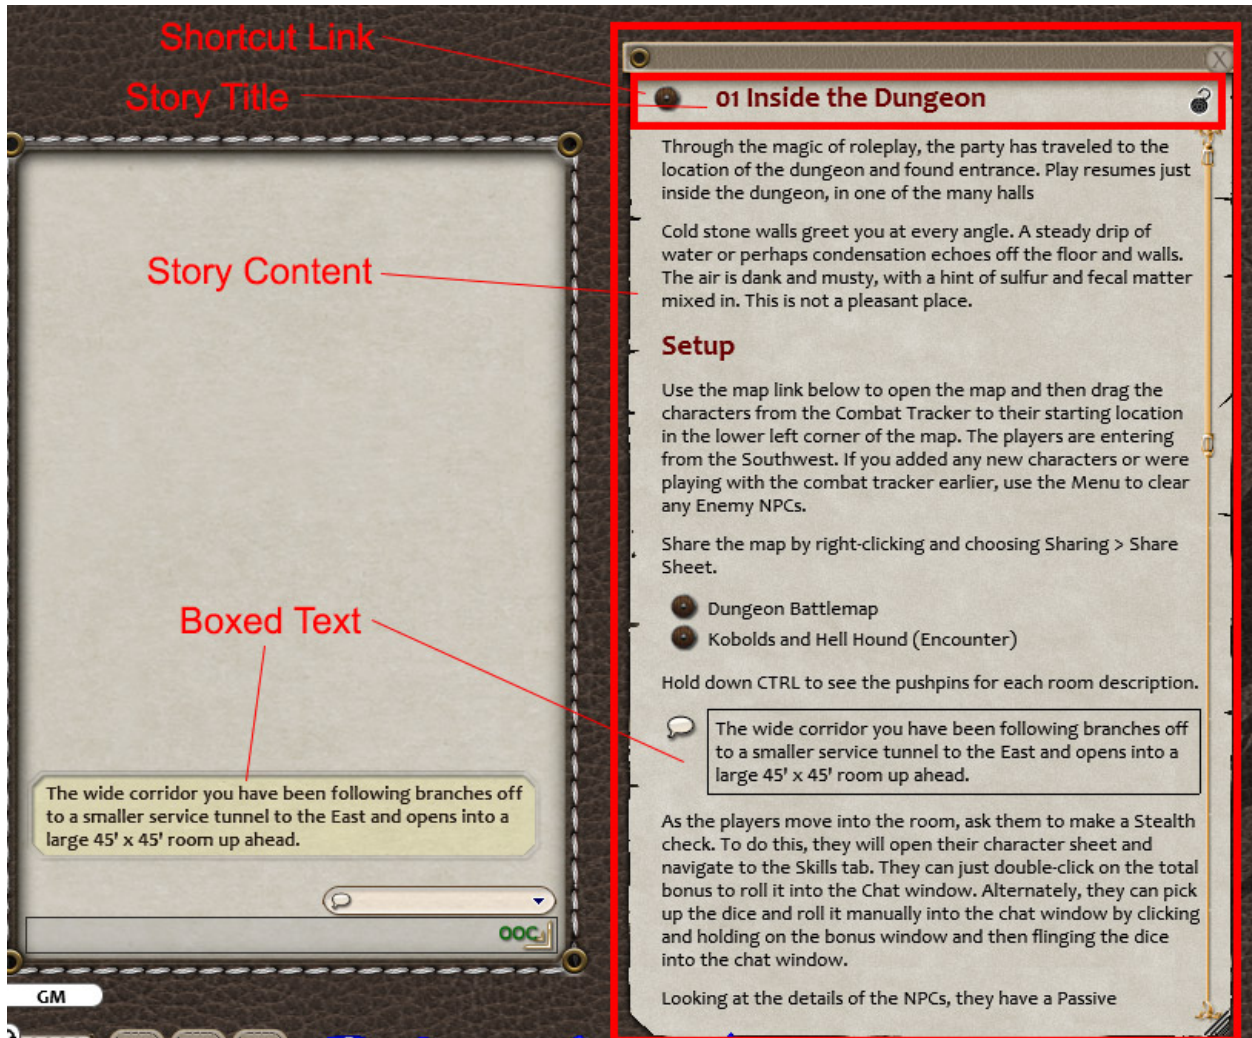 Shortcut Link
Story Title
01 Inside the Dungeon
Through the magic of roleplay, the party has traveled to the
location of the dungeon and found entrance. Play resumes just
inside the dungeon, in one of the many halls
Cold stone walls greet you at every angle. A steady drip of
water or perhaps condensation echoes off the floor and walls.
The air is dank and musty, with a hint of sulfur and fecal matter
mixed in. This is not a pleasant place.
Story Content
Setup
Use the map link below to open the map and then drag the
characters from the Combat Tracker to their starting location
in the lower left corner of the map. The players are entering
from the Southwest. If you added any new characters or were
playing with the combat tracker earlier, use the Menu to clear
any Enemy NPCs.
Share the map by right-clicking and choosing Sharing > Share
Sheet.
Dungeon Battlemap
Kobolds and Hell Hound (Encounter)
Boxed Text
Hold down CTRL to see the pushpins for each room description.
The wide corridor you have been following branches off
to a smaller service tunnel to the East and opens into a
large 45' x 45' room up ahead.
As the players move into the room, ask them to make a Stealth
check. To do this, they will open their character sheet and
navigate to the Skills tab. They can just double-click on the total
bonus to roll it into the Chat window. Alternately, they can pick
up the dice and roll it manually into the chat window by clicking
and holding on the bonus window and then flinging the dice
into the chat window.
Looking at the details of the NPCs, they have a Passive
The wide corridor you have been following branches off
to a smaller service tunnel to the East and opens into a
large 45' x 45' room up ahead.
OOC
GM
X